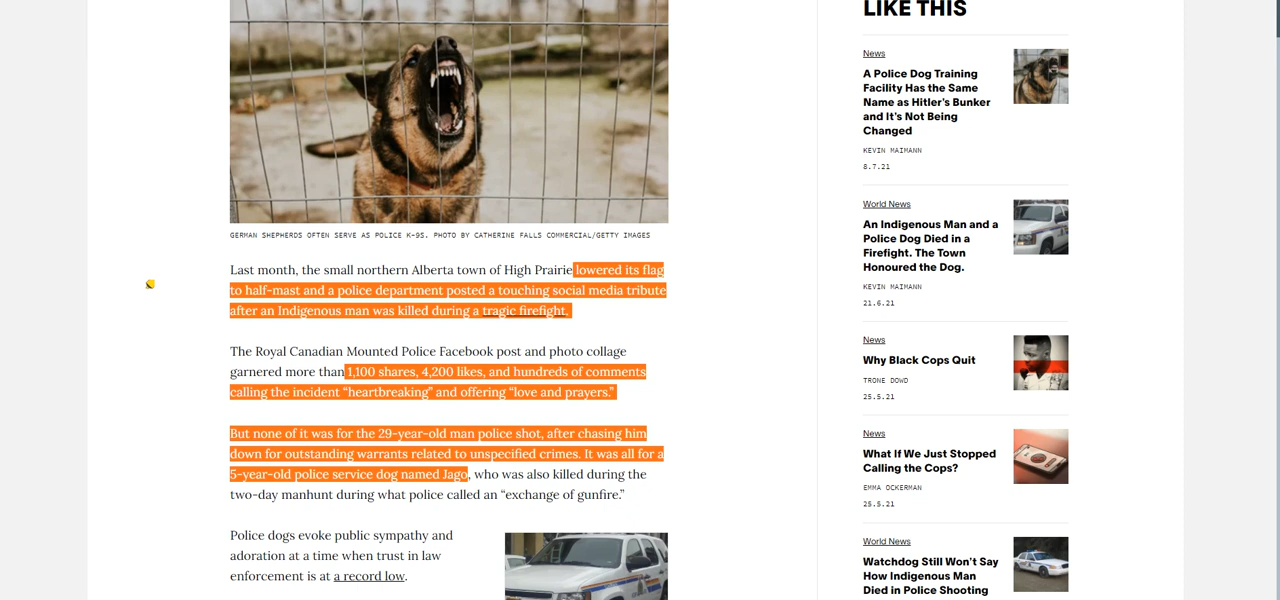 GERMAN SHEPHERDS OFTEN SERVE AS POLICE K-9S. PHOTO BY CATHERINE FALLS COMMERCIAL/GETTY IMAGES
Last month, the small northern Alberta town of High Prairie lowered its flag
to half-mast and a police department posted a touching social media tribute
after an Indigenous man was killed during a tragic firefight.
The Royal Canadian Mounted Police Facebook post and photo collage
garnered more than 1,100 shares, 4,200 likes, and hundreds of comments
calling the incident “heartbreaking” and offering “love and prayers.”
But none of it was for the 29-year-old man police shot, after chasing him
down for outstanding warrants related to unspecified crimes. It was all for a
5-year-old police service dog named Jago, who was also killed during the
two-day manhunt during what police called an “exchange of gunfire.”
Police dogs evoke public sympathy and
adoration at a time when trust in law
enforcement is at a record low.
LIKE THIS
News
A Police Dog Training
Facility Has the Same
Name as Hitler’s Bunker
and It’s Not Being
Changed
KEVIN MAIMANN
8.7.21
World News
An Indigenous Man and a
Police Dog Died in a
Firefight. The Town
Honoured the Dog.
KEVIN MAIMANN
21.6.21
News
Why Black Cops Quit
TRONE DOWD
25.5.21
News
What If We Just Stopped
Calling the Cops?
EMMA OCKERMAN
25.5.21
World News
Watchdog Still Won’t Say
How Indigenous Man
Died in Police Shooting